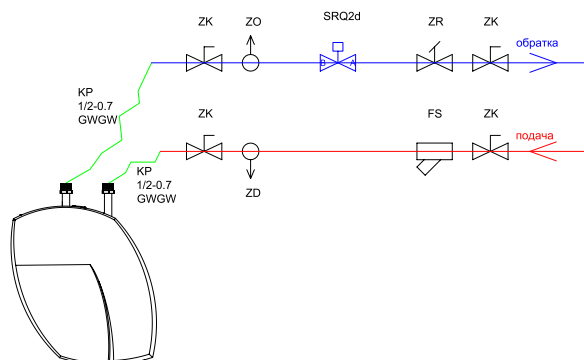 SRQ2d
ZK ZO ZR ZK
обратка
B A
KP
1/2-0.7
GWGW
ZK FS ZK
подача
KP
1/2-0.7
GWGW
ZD